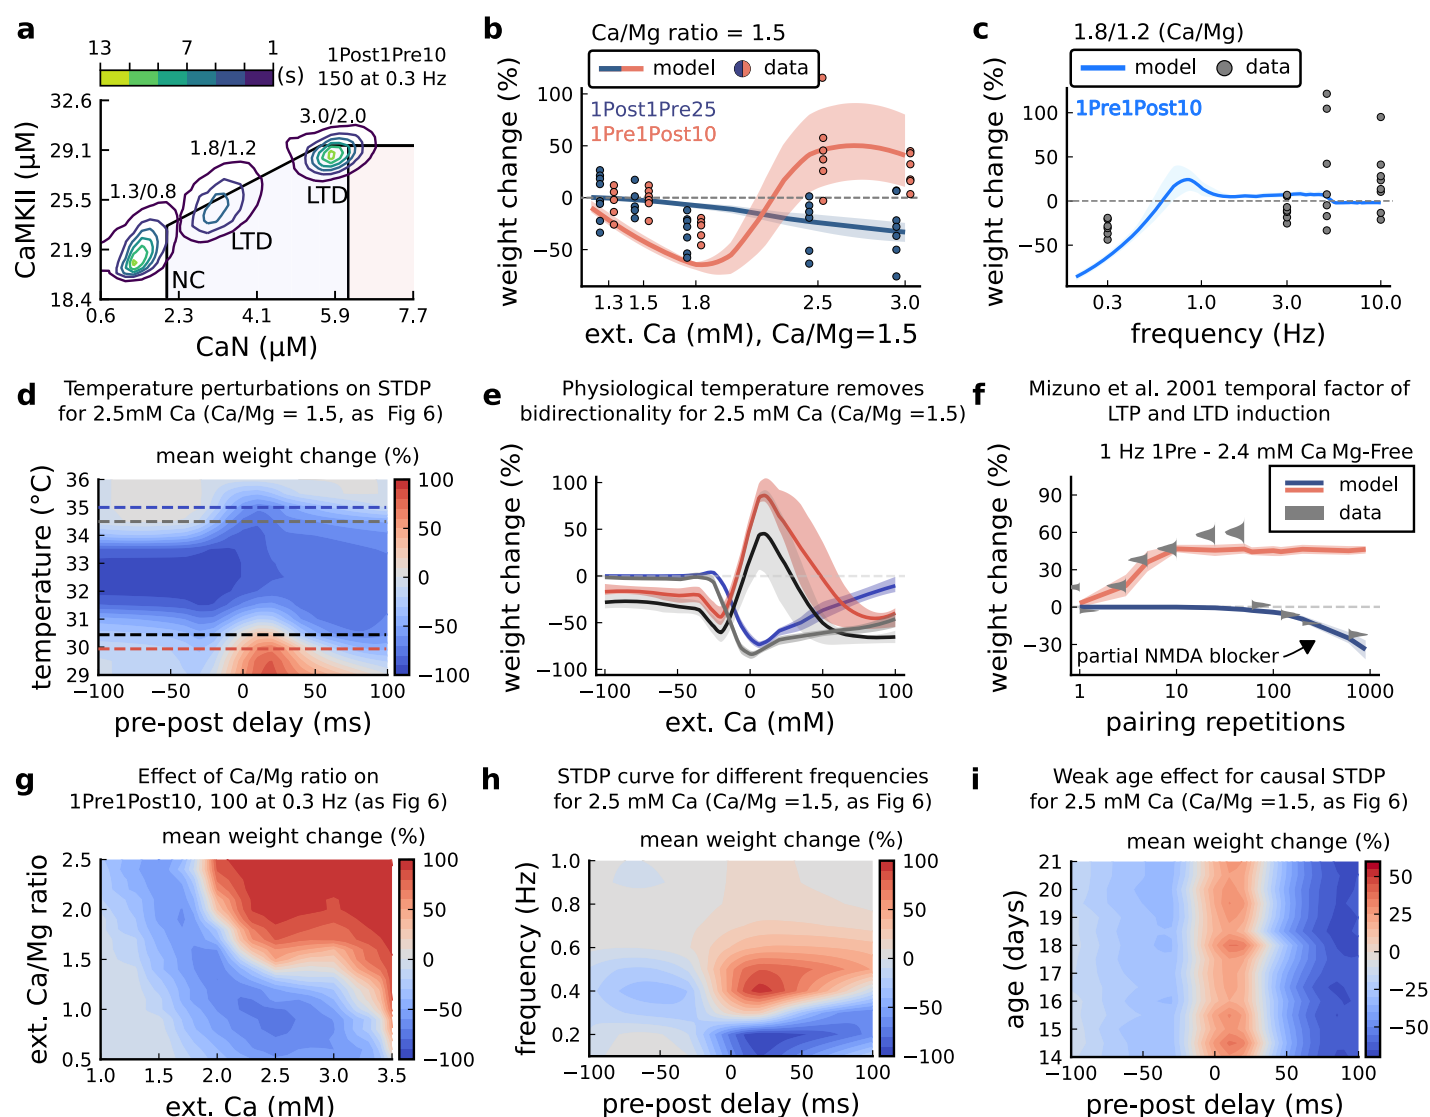 a
13 7 1
(s)
1Post1Pre10
150 at 0.3 Hz
32.6
29.1
25.5
21.9
18.4
CaMKII (μM)
3.0/2.0
1.8/1.2
1.3/0.8
LTD
LTD
NC
0.6 2.3 4.1 5.9 7.7
CaN (μM)
b
Ca/Mg ratio = 1.5
model data
1Post1Pre25
1Pre1Post10
weight change (%)
100
50
0
−50
1.3 1.5 1.8 2.5 3.0
ext. Ca (mM), Ca/Mg=1.5
c
1.8/1.2 (Ca/Mg)
model data
1Pre1Post10
weight change (%)
100
50
0
−50
0.3 1.0 3.0 10.0
frequency (Hz)
d
Temperature perturbations on STDP
for 2.5mM Ca (Ca/Mg = 1.5, as Fig 6)
mean weight change (%)
temperature (°C)
36
35
34
33
32
31
30
29
−100 −50 0 50 100
pre-post delay (ms)
100
50
0
−50
−100
e
Physiological temperature removes
bidirectionality for 2.5 mM Ca (Ca/Mg =1.5)
weight change (%)
100
50
0
−50
−100
−100 −50 0 50 100
ext. Ca (mM)
f
Mizuno et al. 2001 temporal factor of
LTP and LTD induction
1 Hz 1Pre - 2.4 mM Ca Mg-Free
model
data
weight change (%)
90
60
30
0
−30
partial NMDA blocker
1 10 100 1000
pairing repetitions
g
Effect of Ca/Mg ratio on
1Pre1Post10, 100 at 0.3 Hz (as Fig 6)
mean weight change (%)
ext. Ca/Mg ratio
2.5
2.0
1.5
1.0
0.5
1.0 1.5 2.0 2.5 3.0 3.5
ext. Ca (mM)
100
50
0
−50
−100
h
STDP curve for different frequencies
for 2.5 mM Ca (Ca/Mg =1.5, as Fig 6)
mean weight change (%)
frequency (Hz)
1.0
0.8
0.6
0.4
0.2
−100 −50 0 50 100
pre-post delay (ms)
100
50
0
−50
−100
i
Weak age effect for causal STDP
for 2.5 mM Ca (Ca/Mg =1.5, as Fig 6)
mean weight change (%)
age (days)
21
20
19
18
17
16
15
14
−100 −50 0 50 100
pre-post delay (ms)
50
25
0
−25
−50